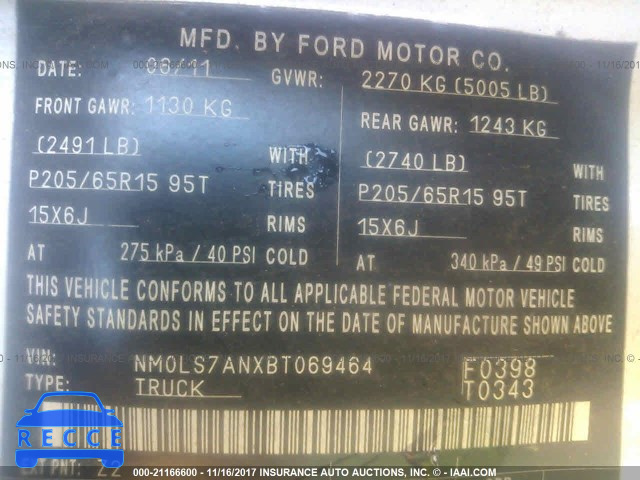 MFD. BY FORD MOTOR CO.
DATE: 06/11 GVWR: 2270 KG (5005 LB)
FRONT GAWR: 1130 KG REAR GAWR: 1243 KG
(2491 LB) WITH (2740 LB) WITH
P205/65R15 95T TIRES P205/65R15 95T TIRES
15X6J RIMS 15X6J RIMS
AT 275 kPa / 40 PSI COLD AT 340 kPa / 49 PSI COLD
THIS VEHICLE CONFORMS TO ALL APPLICABLE FEDERAL MOTOR VEHICLE
SAFETY STANDARDS IN EFFECT ON THE DATE OF MANUFACTURE SHOWN ABOVE
VIN: NM0LS7ANXBT069464 F0398
TYPE: TRUCK T0343
RECCE
EXT PNT: Z2
000-21166600 - 11/16/2017 INSURANCE AUTO AUCTIONS, INC. - IAAI.COM